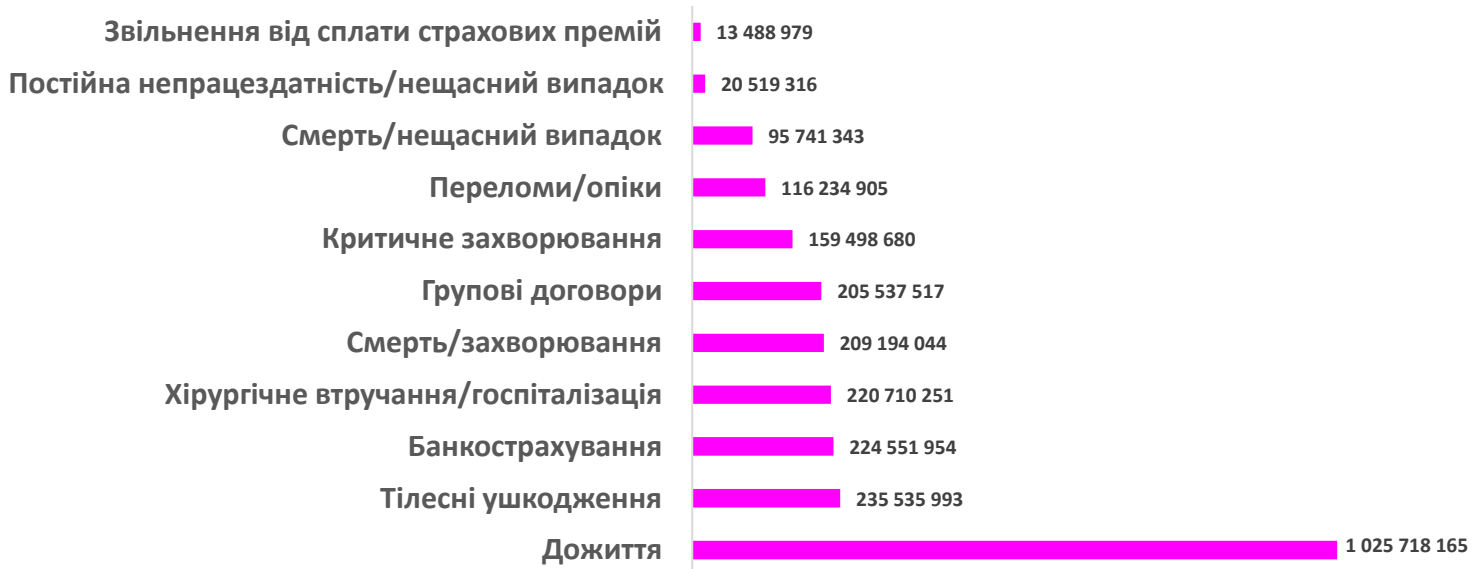 Звільнення від сплати страхових премій 13 488 979
Постійна непрацездатність/нещасний випадок 20 519 316
Смерть/нещасний випадок 95 741 343
Переломи/опіки 116 234 905
Критичне захворювання 159 498 680
Групові договори 205 537 517
Смерть/захворювання 209 194 044
Хірургічне втручання/госпіталізація 220 710 251
Банкострахування 224 551 954
Тілесні ушкодження 235 535 993
Дожиття 1 025 718 165